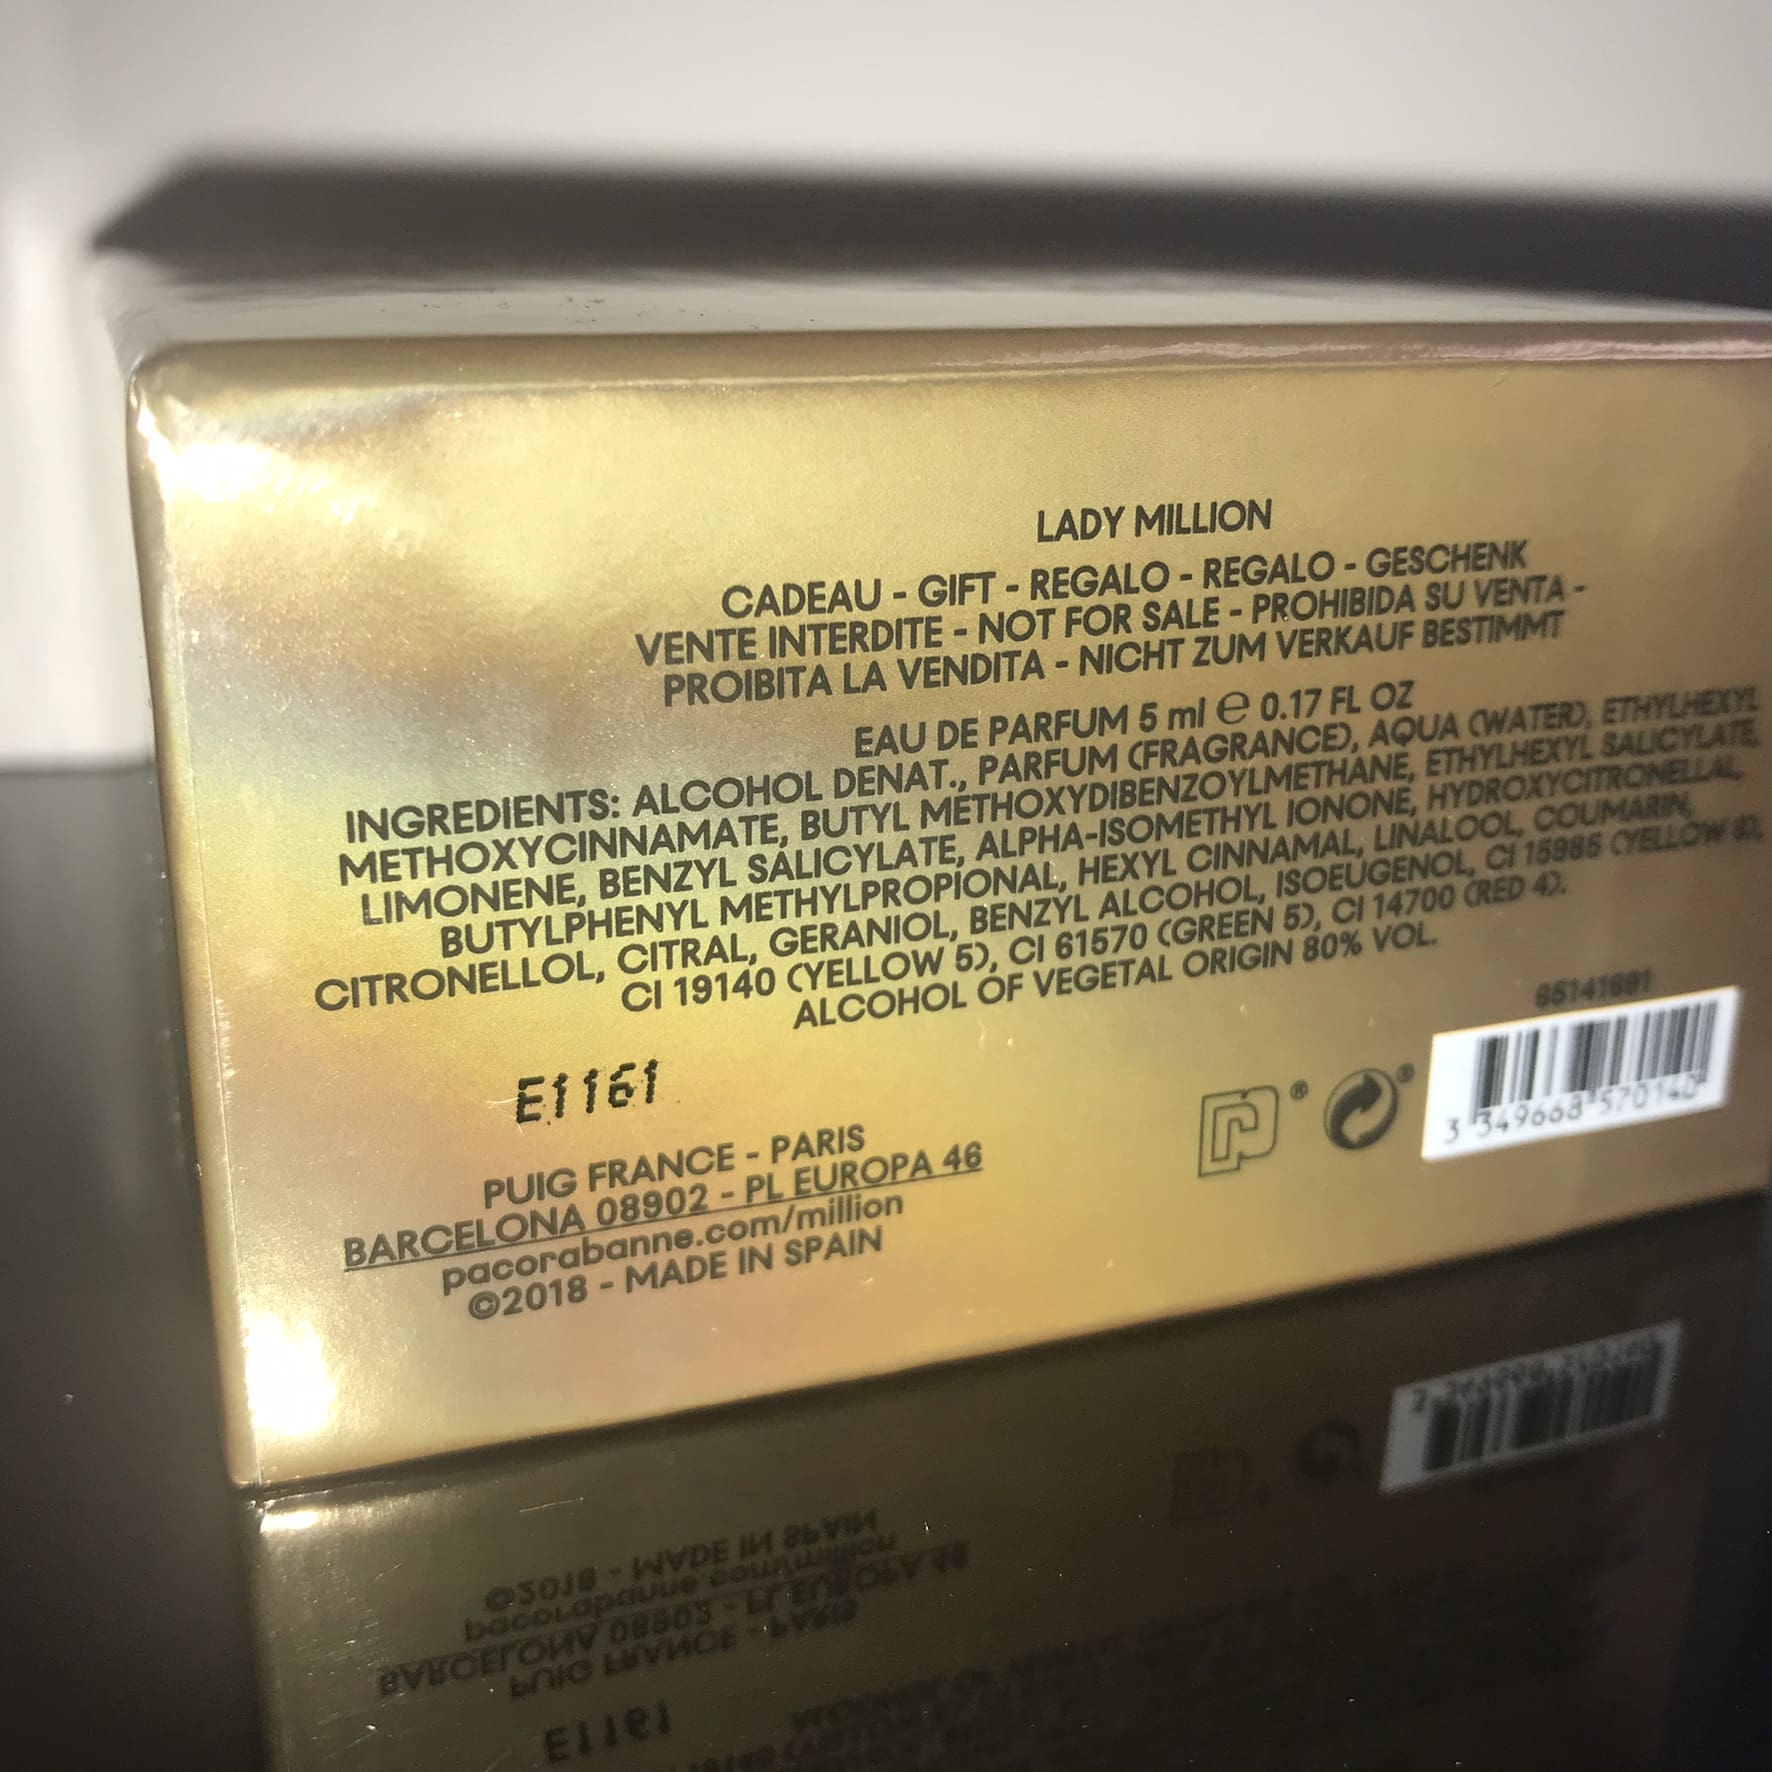 LADY MILLION
CADEAU - GIFT - REGALO - REGALO - GESCHENK
VENTE INTERDITE - NOT FOR SALE - PROHIBIDA SU VENTA -
PROIBITA LA VENDITA - NICHT ZUM VERKAUF BESTIMMT
EAU DE PARFUM 5 ml ℮ 0.17 FL OZ
INGREDIENTS: ALCOHOL DENAT., PARFUM (FRAGRANCE), AQUA (WATER), ETHYLHEXYL
METHOXYCINNAMATE, BUTYL METHOXYDIBENZOYLMETHANE, ETHYLHEXYL SALICYLATE,
LIMONENE, BENZYL SALICYLATE, ALPHA-ISOMETHYL IONONE, HYDROXYCITRONELLAL,
BUTYLPHENYL METHYLPROPIONAL, HEXYL CINNAMAL, LINALOOL, COUMARIN,
CITRONELLOL, CITRAL, GERANIOL, BENZYL ALCOHOL, ISOEUGENOL, CI 15985 (YELLOW 6),
CI 19140 (YELLOW 5), CI 61570 (GREEN 5), CI 14700 (RED 4).
ALCOHOL OF VEGETAL ORIGIN 80% VOL.
65141691
E1161
® ®
3 349668 570140
PUIG FRANCE - PARIS
BARCELONA 08902 - PL EUROPA 46
pacorabanne.com/million
©2018 - MADE IN SPAIN